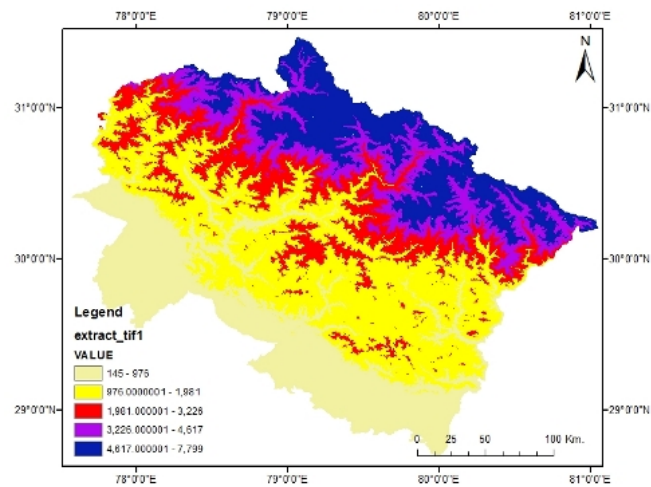 78°0'0"E 79°0'0"E 80°0'0"E 81°0'0"E
N
31°0'0"N 31°0'0"N
30°0'0"N 30°0'0"N
29°0'0"N 29°0'0"N
Legend
extract_tif1
VALUE
145 - 976
976.0000001 - 1,981
1,981.000001 - 3,226
3,226.000001 - 4,617
4,617.000001 - 7,799
0 25 50 100 Km.
78°0'0"E 79°0'0"E 80°0'0"E 81°0'0"E